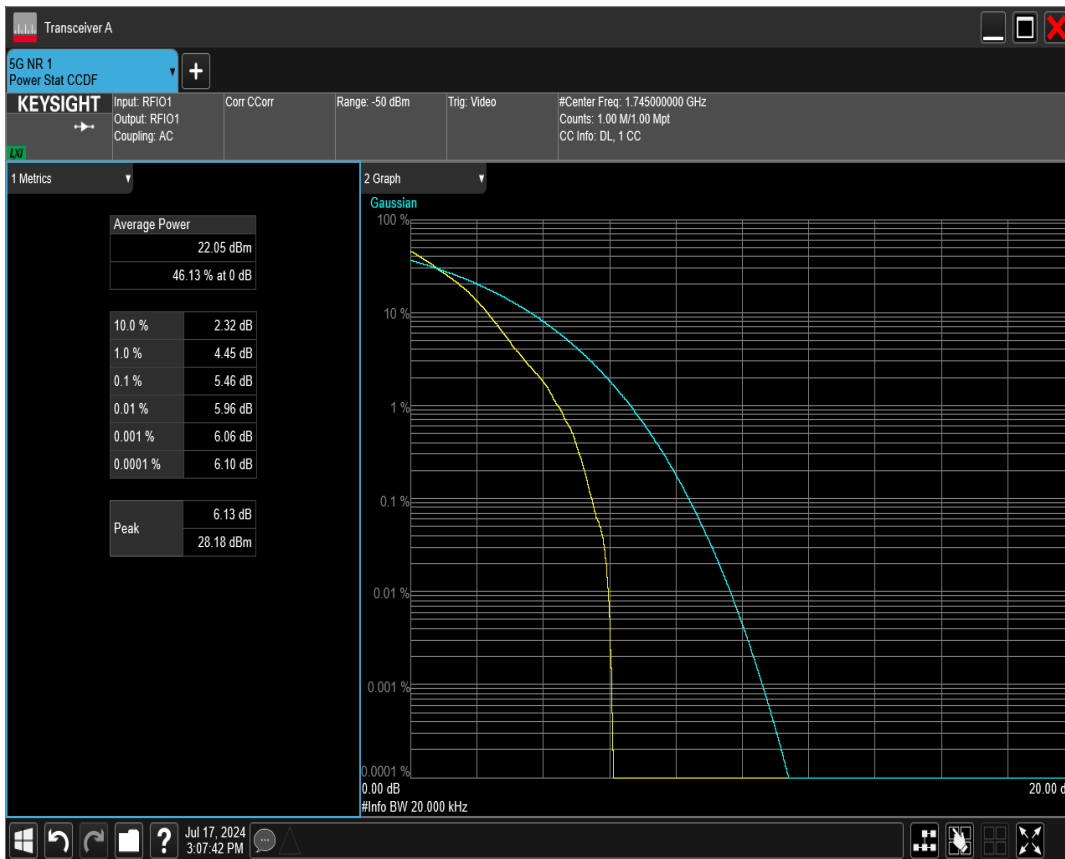 Transceiver A
5G NR 1
Power Stat CCDF
KEYSIGHT
LXI
Input: RFIO1
Output: RFIO1
Coupling: AC
Corr CCorr
Range: -50 dBm
Trig: Video
#Center Freq: 1.745000000 GHz
Counts: 1.00 M/1.00 Mpt
CC Info: DL, 1 CC
1 Metrics
Average Power
22.05 dBm
46.13 % at 0 dB
10.0 % 2.32 dB
1.0 % 4.45 dB
0.1 % 5.46 dB
0.01 % 5.96 dB
0.001 % 6.06 dB
0.0001 % 6.10 dB
Peak 6.13 dB
28.18 dBm
2 Graph
Gaussian
100 %
10 %
1 %
0.1 %
0.01 %
0.001 %
0.0001 %
0.00 dB 20.00 d
#Info BW 20.000 kHz
Jul 17, 2024
3:07:42 PM